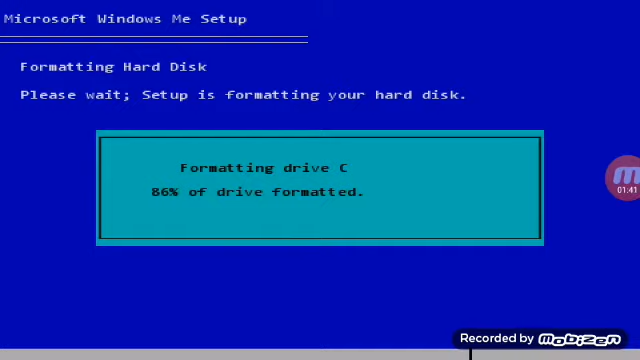 Microsoft Windows Me Setup
Formatting Hard Disk
Please wait; Setup is formatting your hard disk.
Formatting drive C
86% of drive formatted.
01:41
Recorded by mobizen